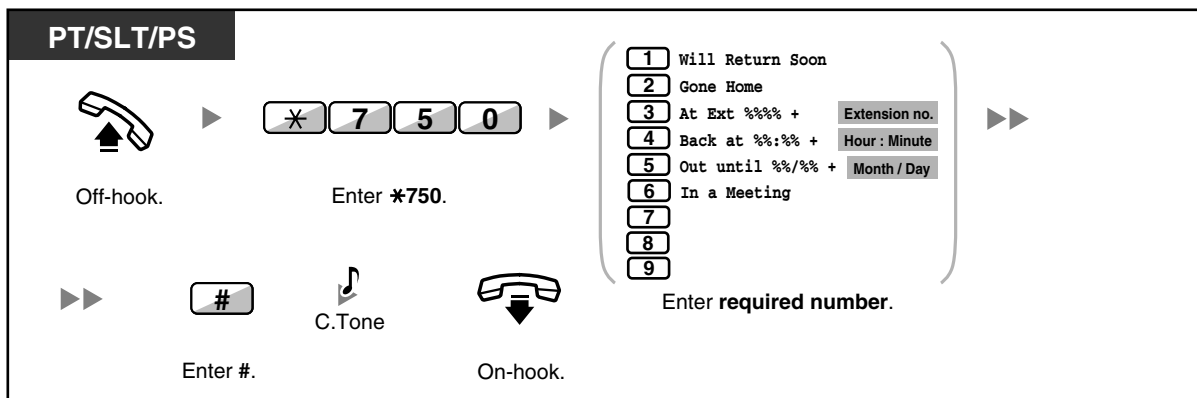 PT/SLT/PS
1 Will Return Soon
2 Gone Home
3 At Ext %%%% + Extension no.
4 Back at %%:%% + Hour : Minute
5 Out until %%/%% + Month / Day
6 In a Meeting
7
8
9
* 7 5 0
Off-hook.
Enter *750.
Enter required number.
#
C.Tone
Enter #.
On-hook.